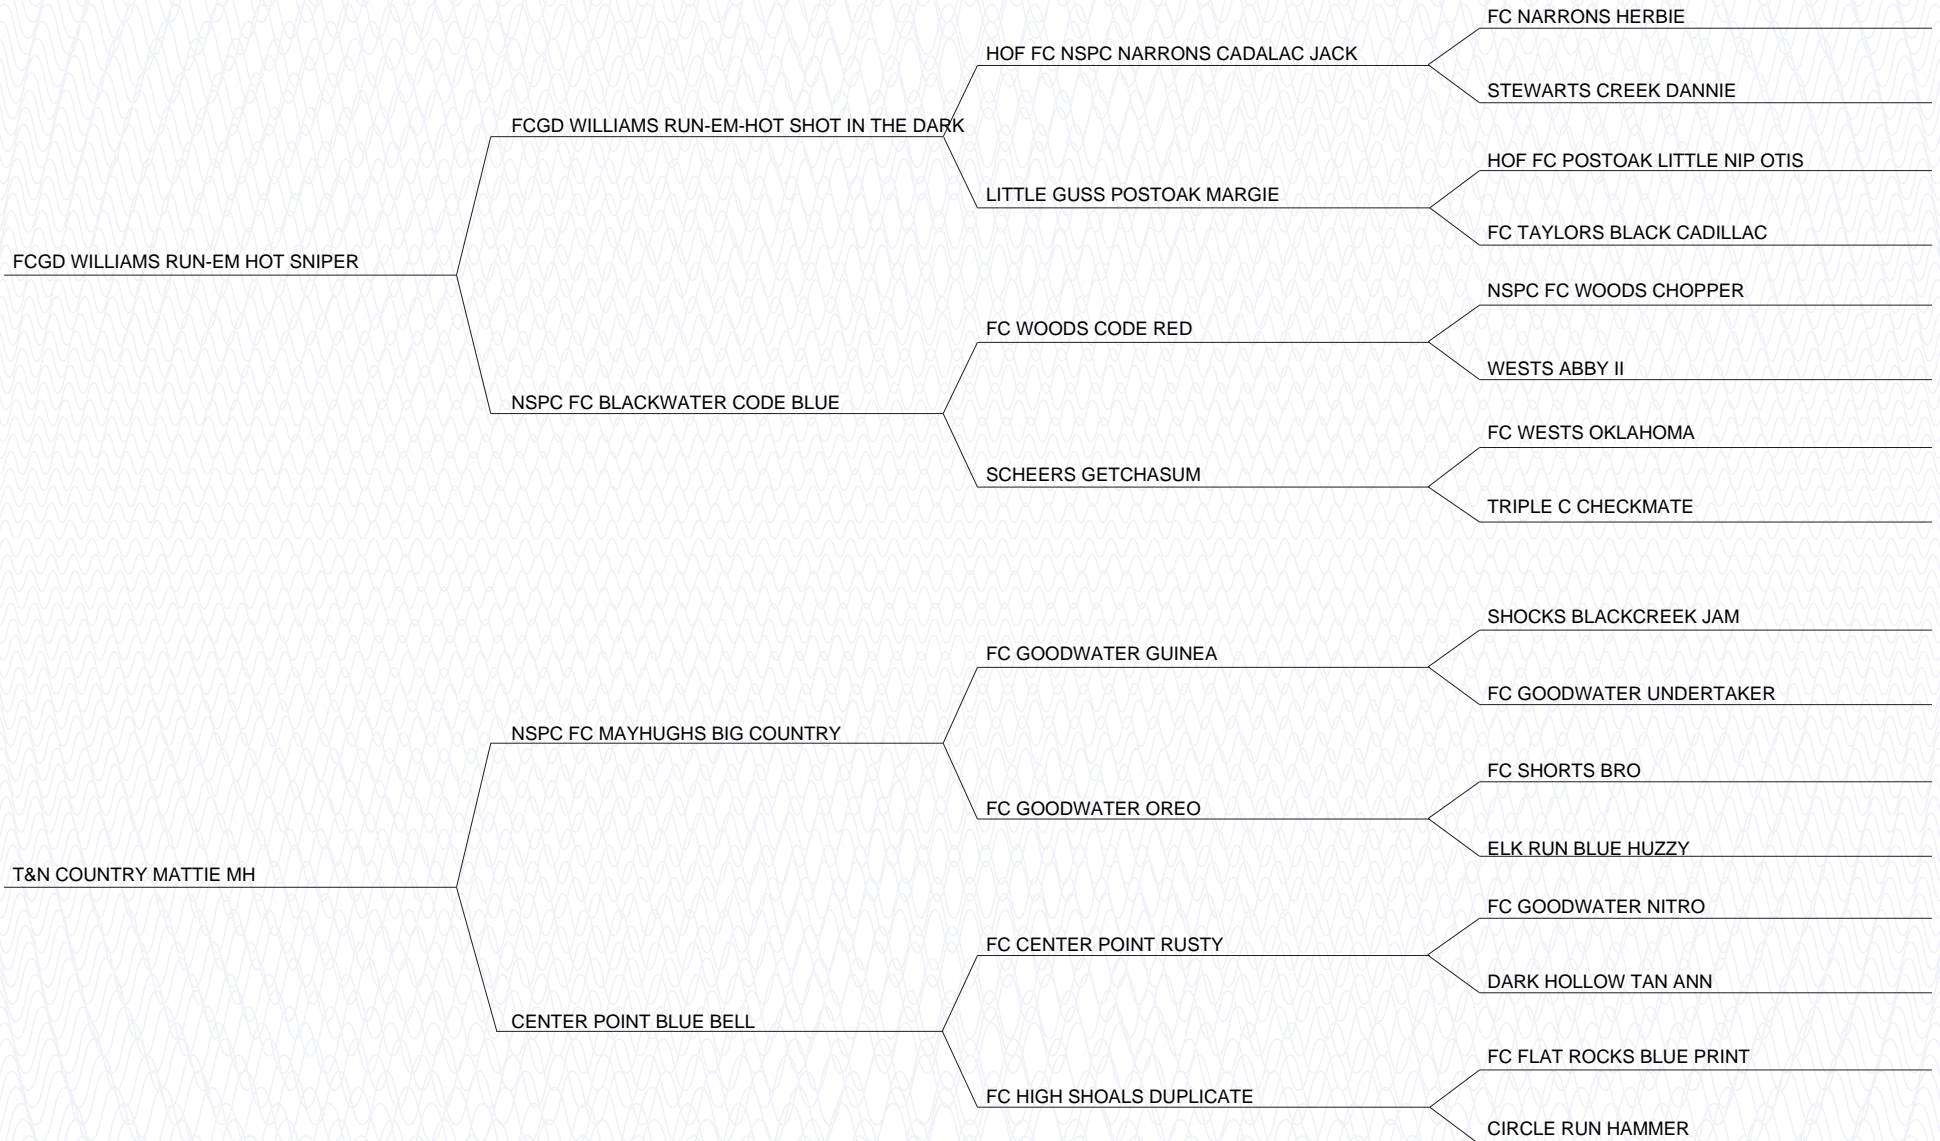 FC NARRONS HERBIE
HOF FC NSPC NARRONS CADALAC JACK
STEWARTS CREEK DANNIE
FCGD WILLIAMS RUN-EM-HOT SHOT IN THE DARK
HOF FC POSTOAK LITTLE NIP OTIS
LITTLE GUSS POSTOAK MARGIE
FC TAYLORS BLACK CADILLAC
FCGD WILLIAMS RUN-EM HOT SNIPER
NSPC FC WOODS CHOPPER
FC WOODS CODE RED
WESTS ABBY II
NSPC FC BLACKWATER CODE BLUE
FC WESTS OKLAHOMA
SCHEERS GETCHASUM
TRIPLE C CHECKMATE
SHOCKS BLACKCREEK JAM
FC GOODWATER GUINEA
FC GOODWATER UNDERTAKER
NSPC FC MAYHUGHS BIG COUNTRY
FC SHORTS BRO
FC GOODWATER OREO
ELK RUN BLUE HUZZY
T&N COUNTRY MATTIE MH
FC GOODWATER NITRO
FC CENTER POINT RUSTY
DARK HOLLOW TAN ANN
CENTER POINT BLUE BELL
FC FLAT ROCKS BLUE PRINT
FC HIGH SHOALS DUPLICATE
CIRCLE RUN HAMMER